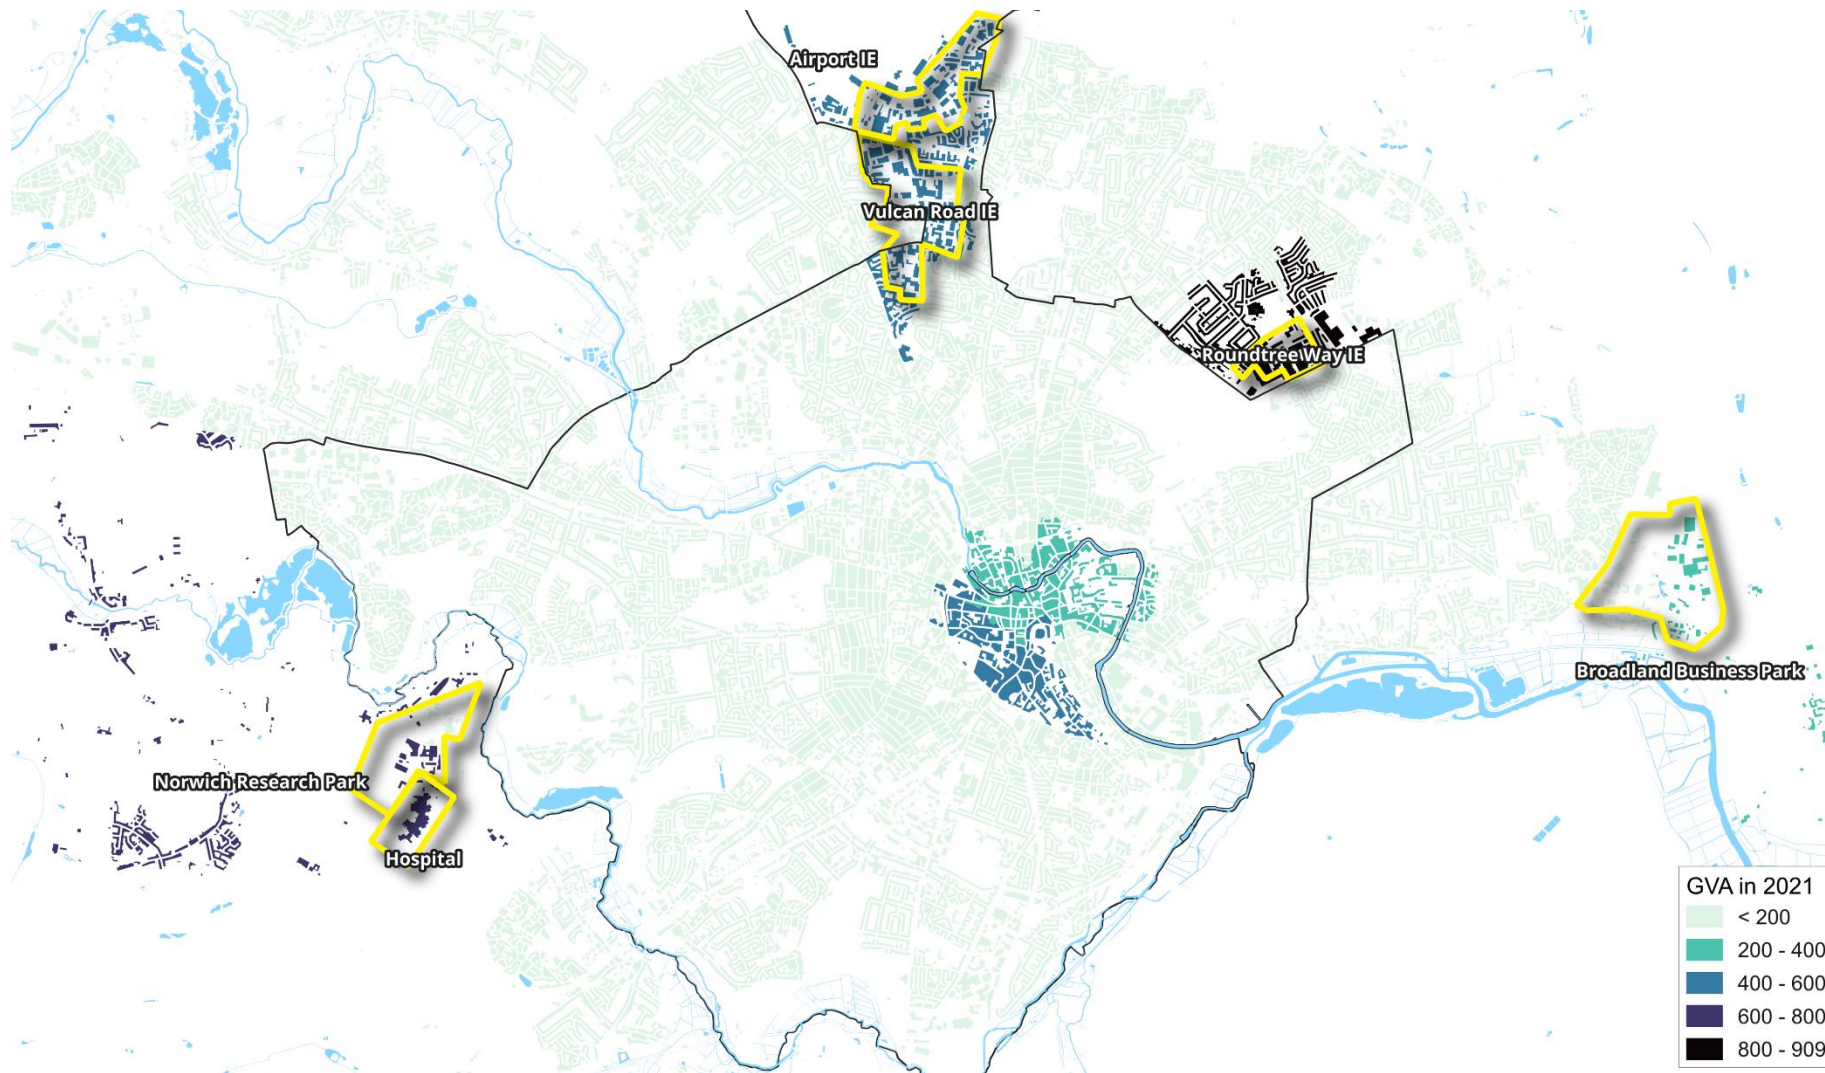 Airport IE
Vulcan Road IE
Roundtree Way IE
Broadland Business Park
Norwich Research Park
Hospital
GVA in 2021
< 200
200 - 400
400 - 600
600 - 800
800 - 909